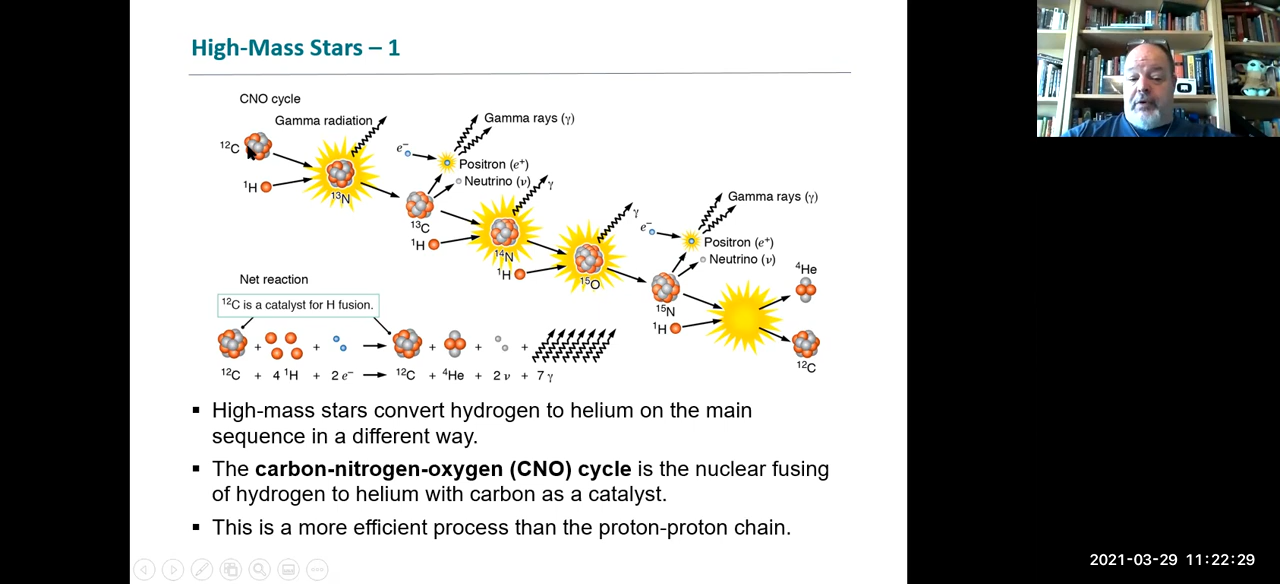 High-Mass Stars – 1
CNO cycle
Gamma radiation
Gamma rays (γ)
¹²C
e⁻
Positron (e⁺)
Neutrino (ν)
γ
¹H
¹³N
¹³C
¹H
¹⁴N
¹H
γ
¹⁵O
Gamma rays (γ)
e⁻
Positron (e⁺)
Neutrino (ν)
⁴He
¹⁵N
¹H
¹²C
Net reaction
¹²C is a catalyst for H fusion.
+ + + + +
¹²C + 4 ¹H + 2 e⁻ → ¹²C + ⁴He + 2 ν + 7 γ
▪ High-mass stars convert hydrogen to helium on the main
sequence in a different way.
▪ The carbon-nitrogen-oxygen (CNO) cycle is the nuclear fusing
of hydrogen to helium with carbon as a catalyst.
▪ This is a more efficient process than the proton-proton chain.
2021-03-29 11:22:29